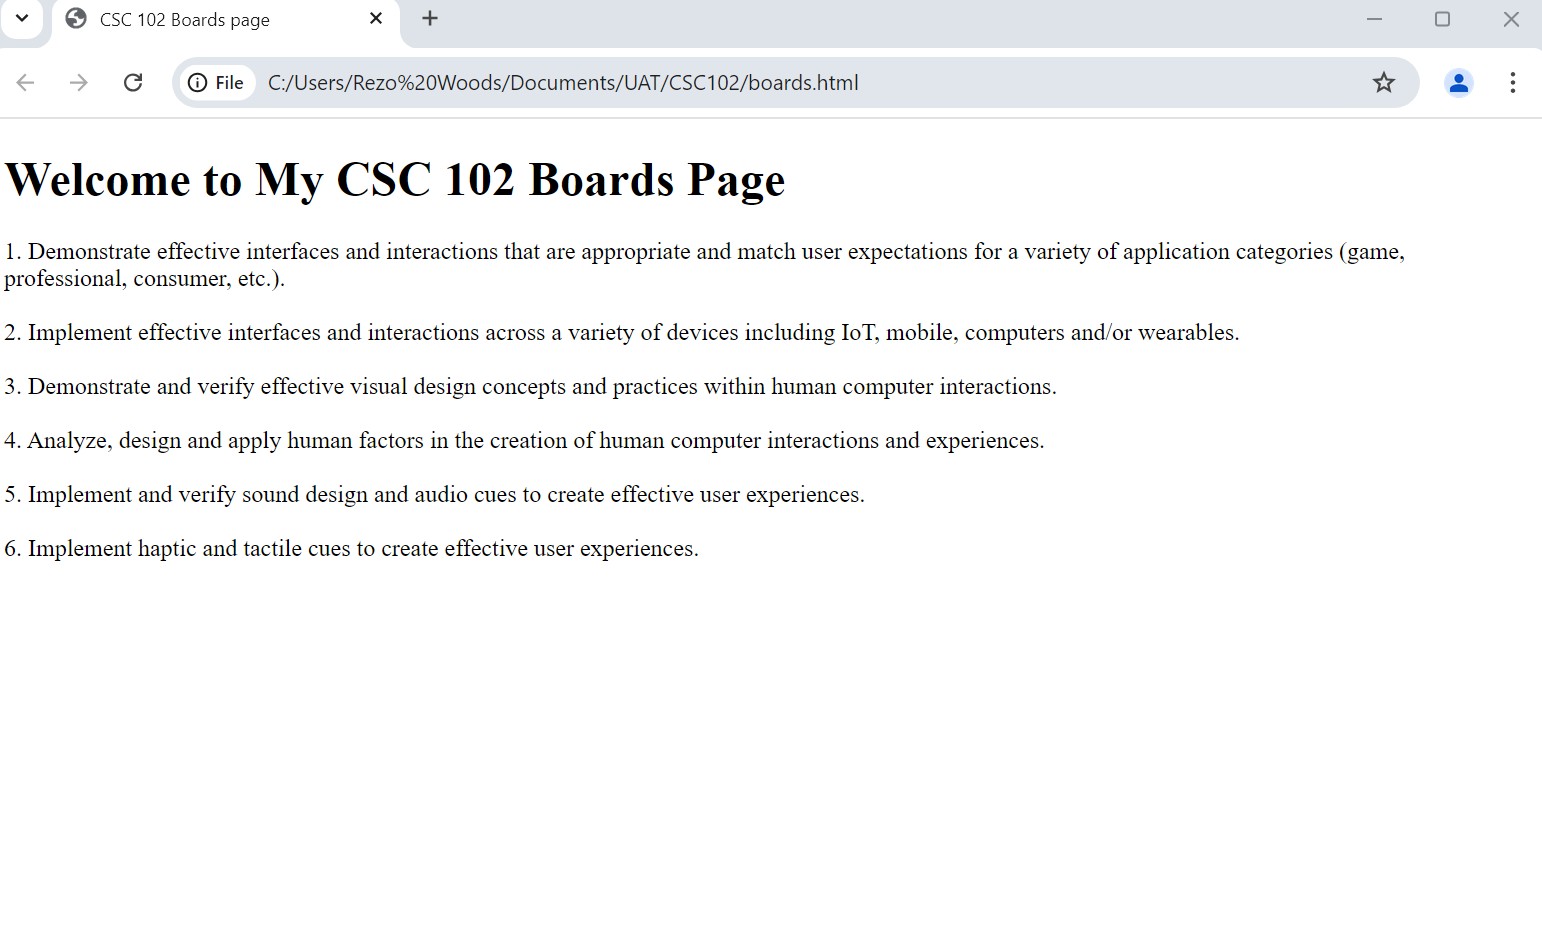 CSC 102 Boards page
File C:/Users/Rezo%20Woods/Documents/UAT/CSC102/boards.html
Welcome to My CSC 102 Boards Page
1. Demonstrate effective interfaces and interactions that are appropriate and match user expectations for a variety of application categories (game,
professional, consumer, etc.).
2. Implement effective interfaces and interactions across a variety of devices including IoT, mobile, computers and/or wearables.
3. Demonstrate and verify effective visual design concepts and practices within human computer interactions.
4. Analyze, design and apply human factors in the creation of human computer interactions and experiences.
5. Implement and verify sound design and audio cues to create effective user experiences.
6. Implement haptic and tactile cues to create effective user experiences.